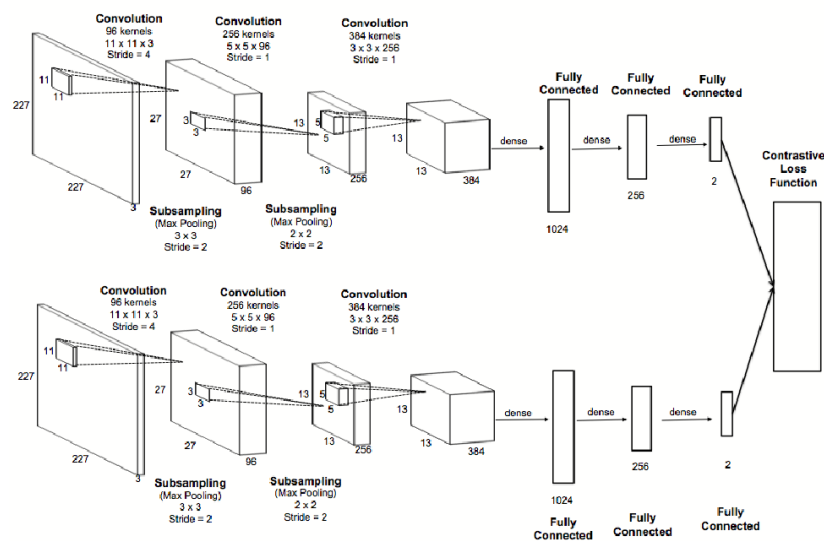 Convolution
96 kernels
11 x 11 x 3
Stride = 4
Convolution
256 kernels
5 x 5 x 96
Stride = 1
Convolution
384 kernels
3 x 3 x 256
Stride = 1
11
11
227
227
3
3
3
27
27
96
5
5
13
13
256
13
13
384
dense
Fully
Connected
1024
dense
Fully
Connected
256
dense
Fully
Connected
2
Contrastive
Loss
Function
Subsampling
(Max Pooling)
3 x 3
Stride = 2
Subsampling
(Max Pooling)
2 x 2
Stride = 2
Convolution
96 kernels
11 x 11 x 3
Stride = 4
Convolution
256 kernels
5 x 5 x 96
Stride = 1
Convolution
384 kernels
3 x 3 x 256
Stride = 1
11
11
227
227
3
3
3
27
27
96
5
5
13
13
256
13
13
384
dense
1024
dense
256
dense
2
Subsampling
(Max Pooling)
3 x 3
Stride = 2
Subsampling
(Max Pooling)
2 x 2
Stride = 2
Fully
Connected
Fully
Connected
Fully
Connected